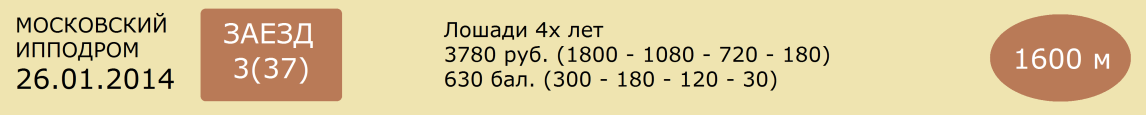 МОСКОВСКИЙ
ИППОДРОМ
26.01.2014
ЗАЕЗД
3(37)
Лошади 4х лет
3780 руб. (1800 - 1080 - 720 - 180)
630 бал. (300 - 180 - 120 - 30)
1600 м